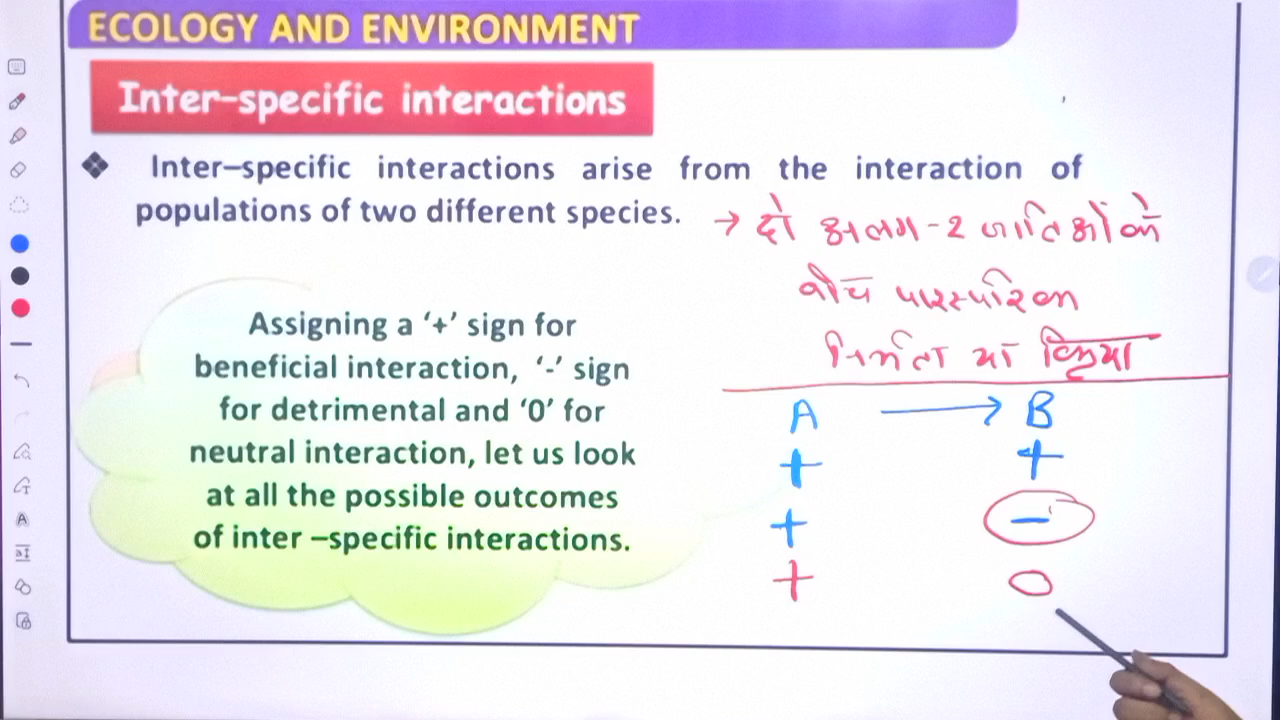 ECOLOGY AND ENVIRONMENT
Inter-specific interactions
❖ Inter–specific interactions arise from the interaction of
populations of two different species.
→ दो अलग-2 जातिओं के
बीच पारस्परिक
निर्भरता या क्रिया
Assigning a ‘+’ sign for
beneficial interaction, ‘-’ sign
for detrimental and ‘0’ for
neutral interaction, let us look
at all the possible outcomes
of inter –specific interactions.
A → B
+ +
+ −
+ 0